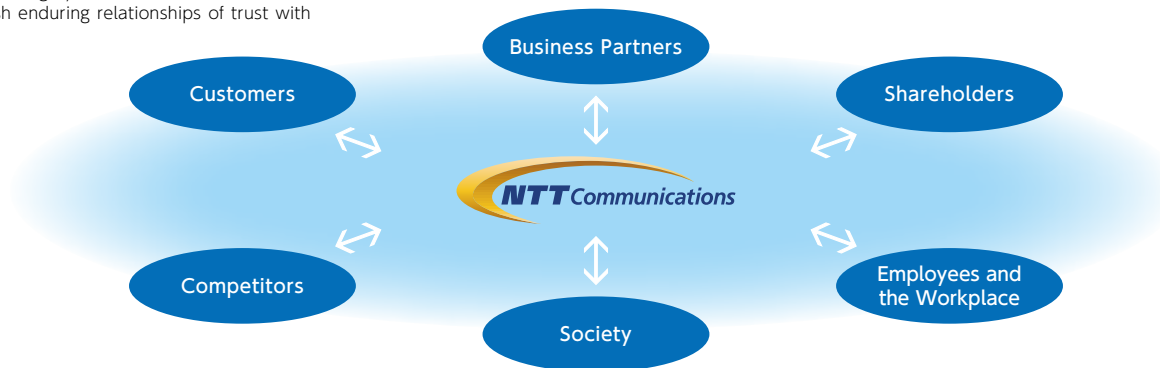 enduring relationships of trust with
Business Partners
Customers
Shareholders
NTT Communications
Competitors
Employees and
the Workplace
Society